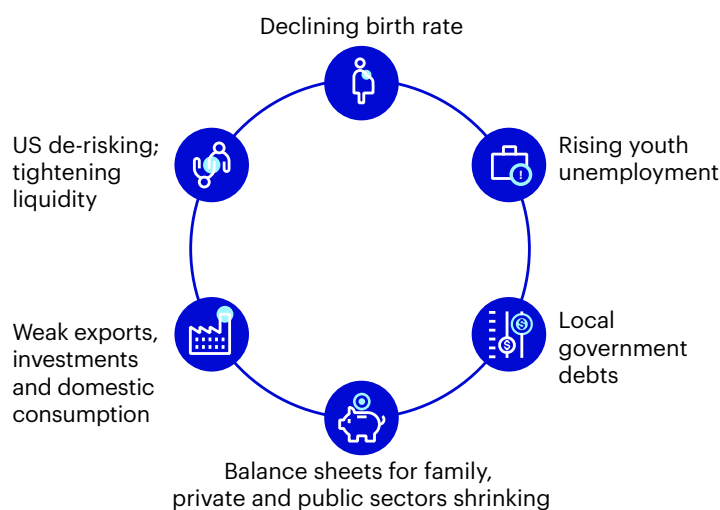 Declining birth rate
Rising youth
unemployment
Local
government
debts
Balance sheets for family,
private and public sectors shrinking
Weak exports,
investments
and domestic
consumption
US de-risking;
tightening
liquidity
!
$
$